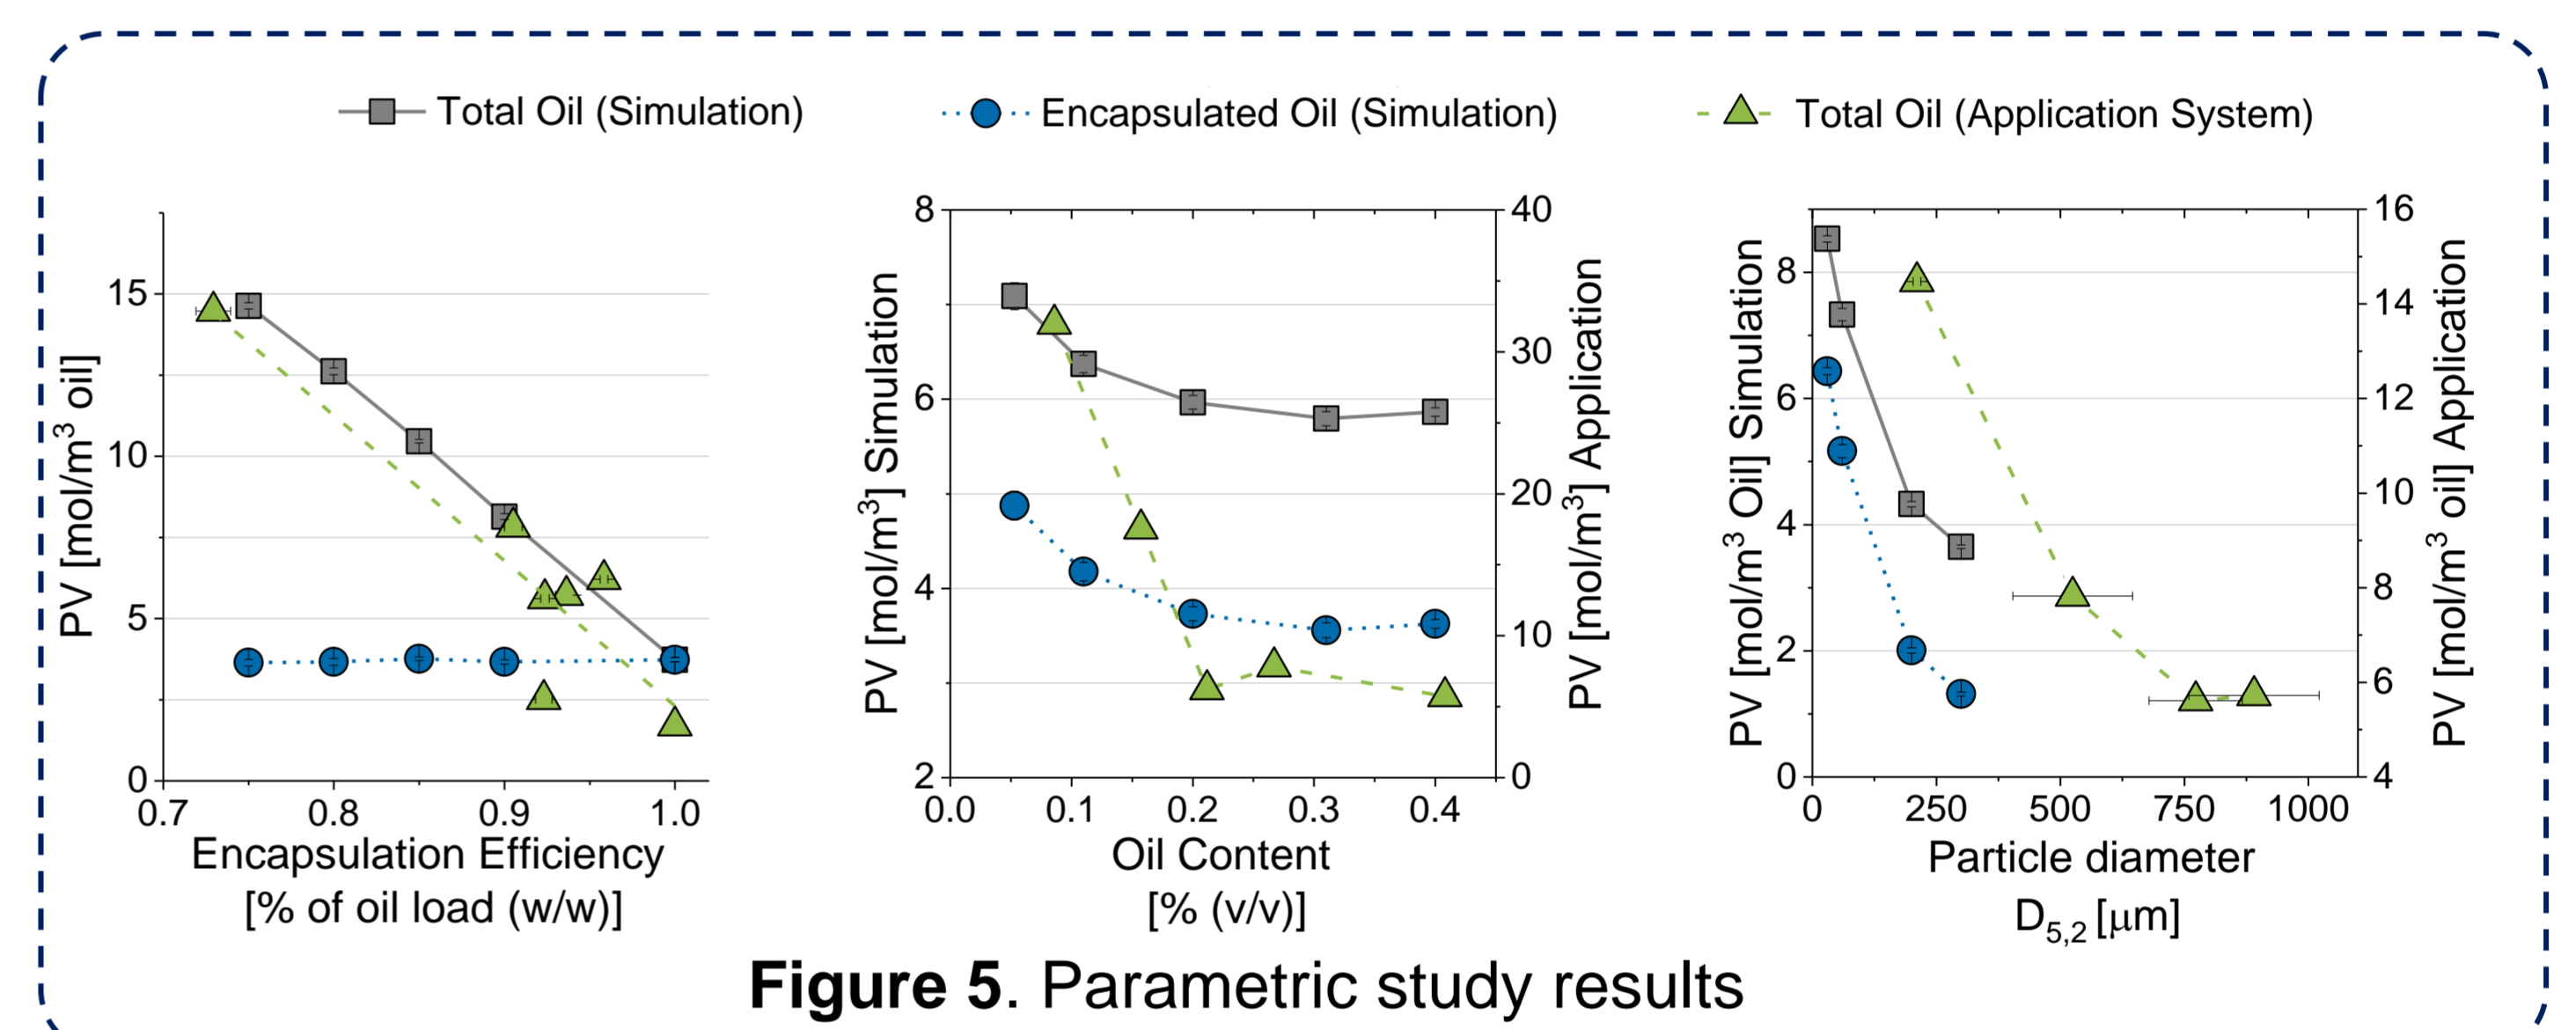 Total Oil (Simulation)
Encapsulated Oil (Simulation)
Total Oil (Application System)
PV [mol/m³ oil]
15
10
5
0
0.7
0.8
0.9
1.0
Encapsulation Efficiency
[% of oil load (w/w)]
PV [mol/m³] Simulation
8
6
4
2
0.0
0.1
0.2
0.3
0.4
40
30
20
10
0
PV [mol/m³] Application
Oil Content
[% (v/v)]
PV [mol/m³ Oil] Simulation
8
6
4
2
0
0
250
500
750
1000
16
14
12
10
8
6
4
PV [mol/m³ oil] Application
Particle diameter
D5,2 [μm]
Figure 5. Parametric study results